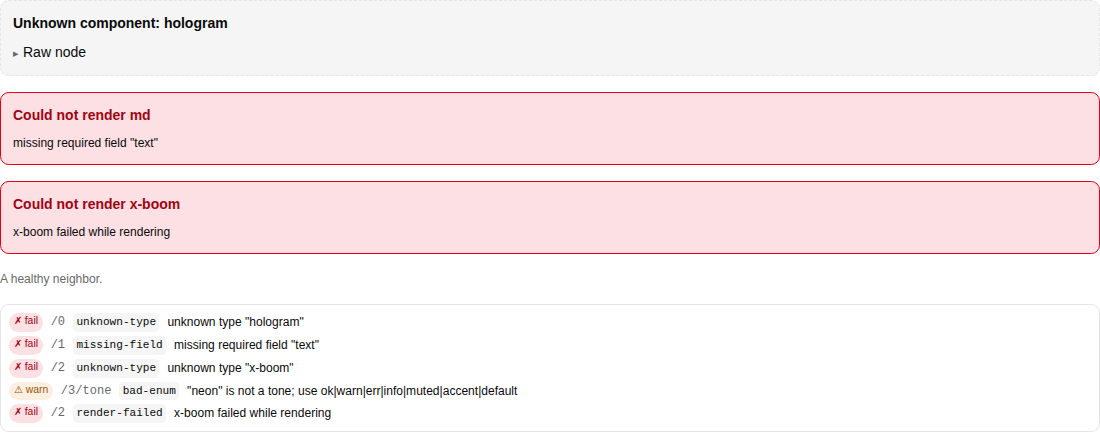 Unknown component: hologram
▸ Raw node
Could not render md
missing required field "text"
Could not render x-boom
x-boom failed while rendering
A healthy neighbor.
✗ fail /0 unknown-type unknown type "hologram"
✗ fail /1 missing-field missing required field "text"
✗ fail /2 unknown-type unknown type "x-boom"
⚠ warn /3/tone bad-enum "neon" is not a tone; use ok|warn|err|info|muted|accent|default
✗ fail /2 render-failed x-boom failed while rendering